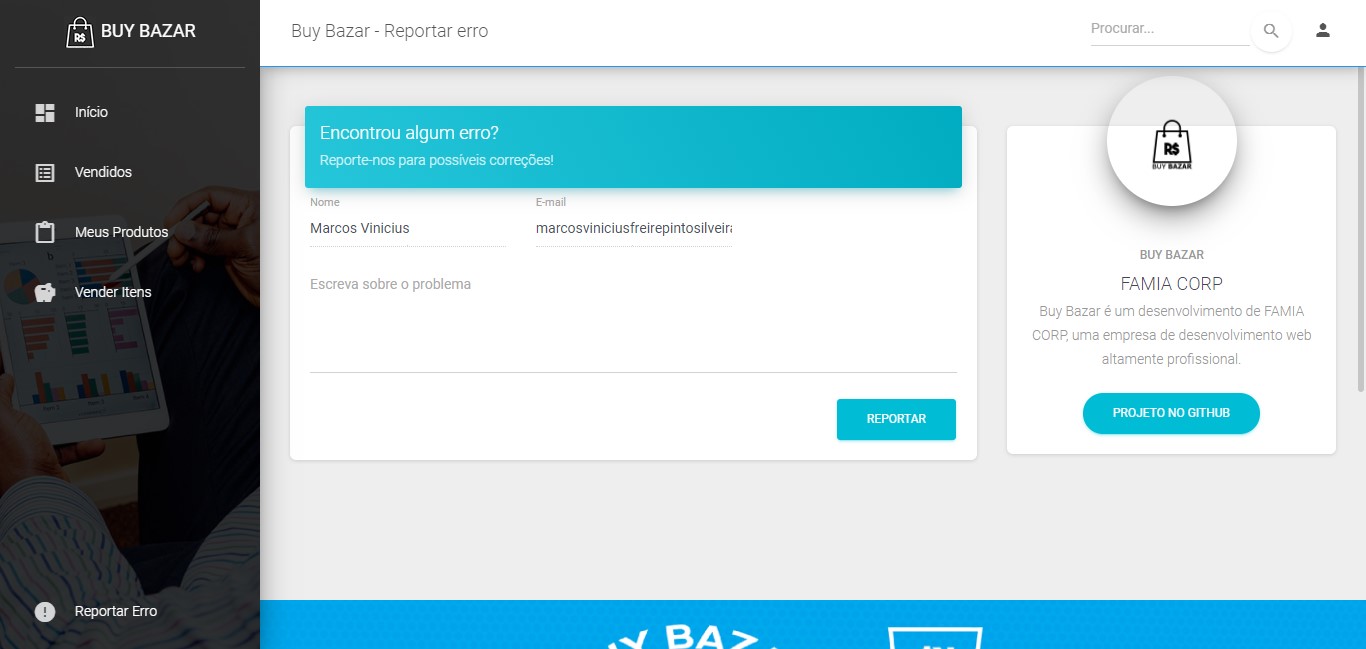 R$ BUY BAZAR
Início
Vendidos
Meus Produtos
Vender Itens
Reportar Erro
Buy Bazar - Reportar erro
Procurar...
Encontrou algum erro?
Reporte-nos para possíveis correções!
Nome
Marcos Vinicius
E-mail
marcosviniciusfreirepintosilveira
Escreva sobre o problema
REPORTAR
R$
BUY BAZAR
BUY BAZAR
FAMIA CORP
Buy Bazar é um desenvolvimento de FAMIA
CORP, uma empresa de desenvolvimento web
altamente profissional.
PROJETO NO GITHUB
BAZ